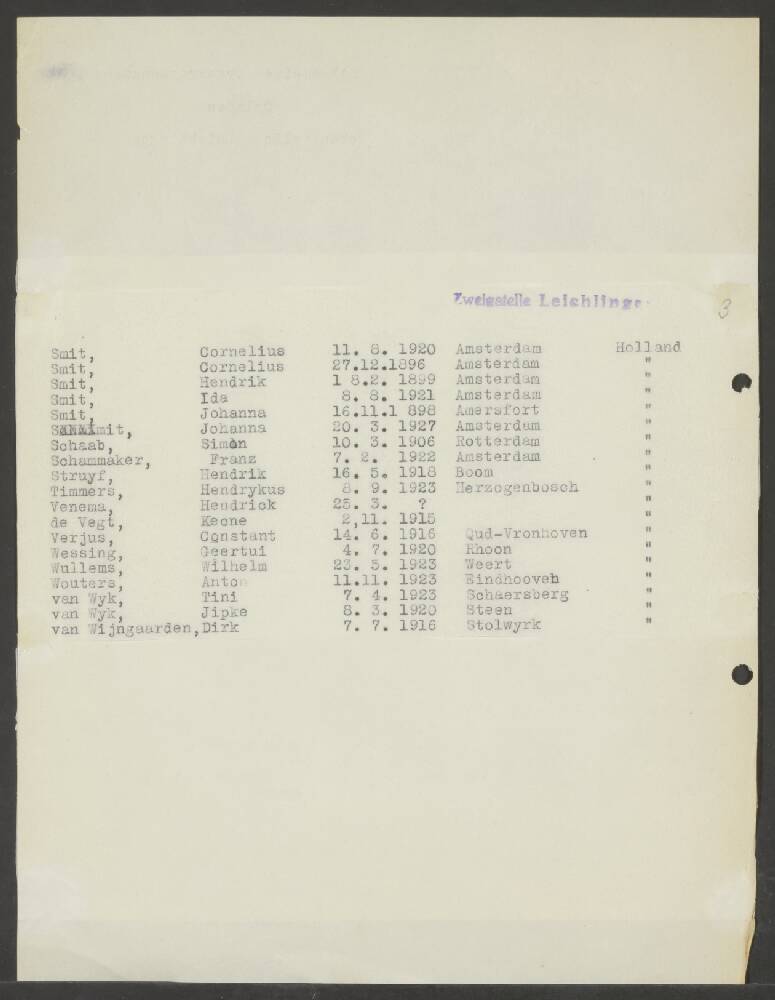 Zweigstelle Leichlingen
3
Smit, Cornelius 11. 8. 1920 Amsterdam Holland
Smit, Cornelius 27.12.1896 Amsterdam "
Smit, Hendrik 1 8.2. 1899 Amsterdam "
Smit, Ida 8. 8. 1921 Amsterdam "
Smit, Johanna 16.11.1 898 Amersfort "
Smit, Johanna 20. 3. 1927 Amsterdam "
Schaab, Simon 10. 3. 1906 Rotterdam "
Schammaker, Franz 7. 2. 1922 Amsterdam "
Struyf, Hendrik 16. 5. 1918 Boom "
Timmers, Hendrykus 8. 9. 1923 Herzogenbosch "
Venema, Hendriok 25. 3. ? "
de Vegt, Keone 2,11. 1915 "
Verjus, Constant 14. 6. 1916 Qud-Vronhoven "
Wessing, Geertui 4. 7. 1920 Rhoon "
Wullems, Wilhelm 23. 5. 1923 Weert "
Wouters, Anton 11.11. 1923 Eindhooveh "
van Wyk, Tini 7. 4. 1923 Schaersberg "
van Wyk, Jipke 8. 3. 1920 Steen "
van Wijngaarden, Dirk 7. 7. 1916 Stolwyrk "